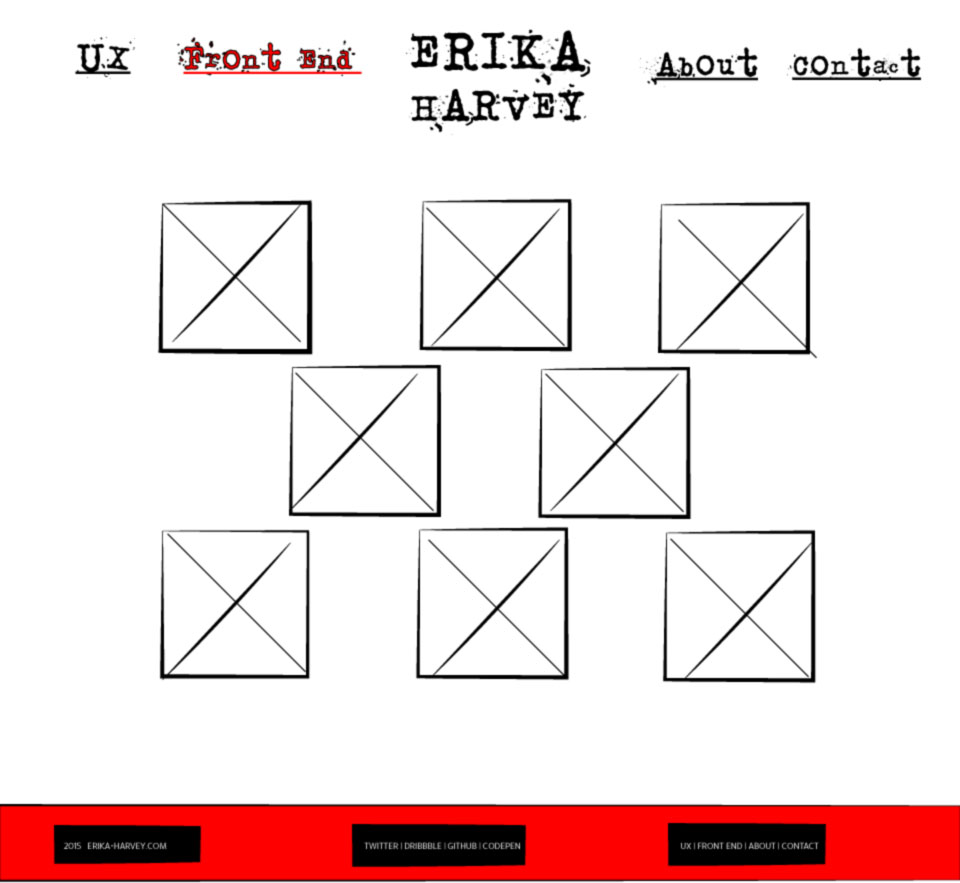 UX
Front End
ERIKA
HARVEY
About
contact
2015 ERIKA-HARVEY.COM
TWITTER | DRIBBBLE | GITHUB | CODEPEN
UX | FRONT END | ABOUT | CONTACT